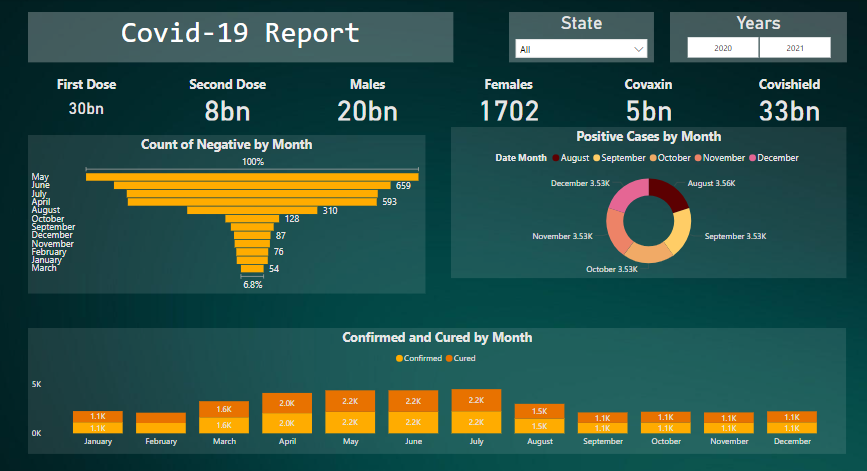 Covid-19 Report
State
All
Years
2020 2021
First Dose
30bn
Second Dose
8bn
Males
20bn
Females
1702
Covaxin
5bn
Covishield
33bn
Count of Negative by Month
100%
May
June 659
July
April 593
August 310
October 128
September
December 87
November
February 76
January
March 54
6.8%
Positive Cases by Month
Date Month August September October November December
December 3.53K
August 3.56K
November 3.53K
September 3.53K
October 3.53K
Confirmed and Cured by Month
Confirmed Cured
5K
0K
1.1K 1.6K 2.0K 2.2K 2.2K 2.2K 1.5K 1.1K 1.1K 1.1K 1.1K
1.1K 1.6K 2.0K 2.2K 2.2K 2.2K 1.5K 1.1K 1.1K 1.1K 1.1K
January February March April May June July August September October November December